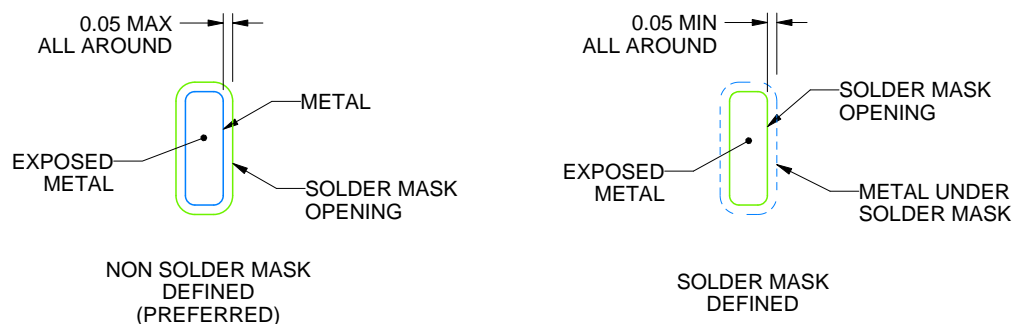 0.05 MAX
ALL AROUND
METAL
EXPOSED
METAL
SOLDER MASK
OPENING
NON SOLDER MASK
DEFINED
(PREFERRED)
0.05 MIN
ALL AROUND
SOLDER MASK
OPENING
EXPOSED
METAL
METAL UNDER
SOLDER MASK
SOLDER MASK
DEFINED